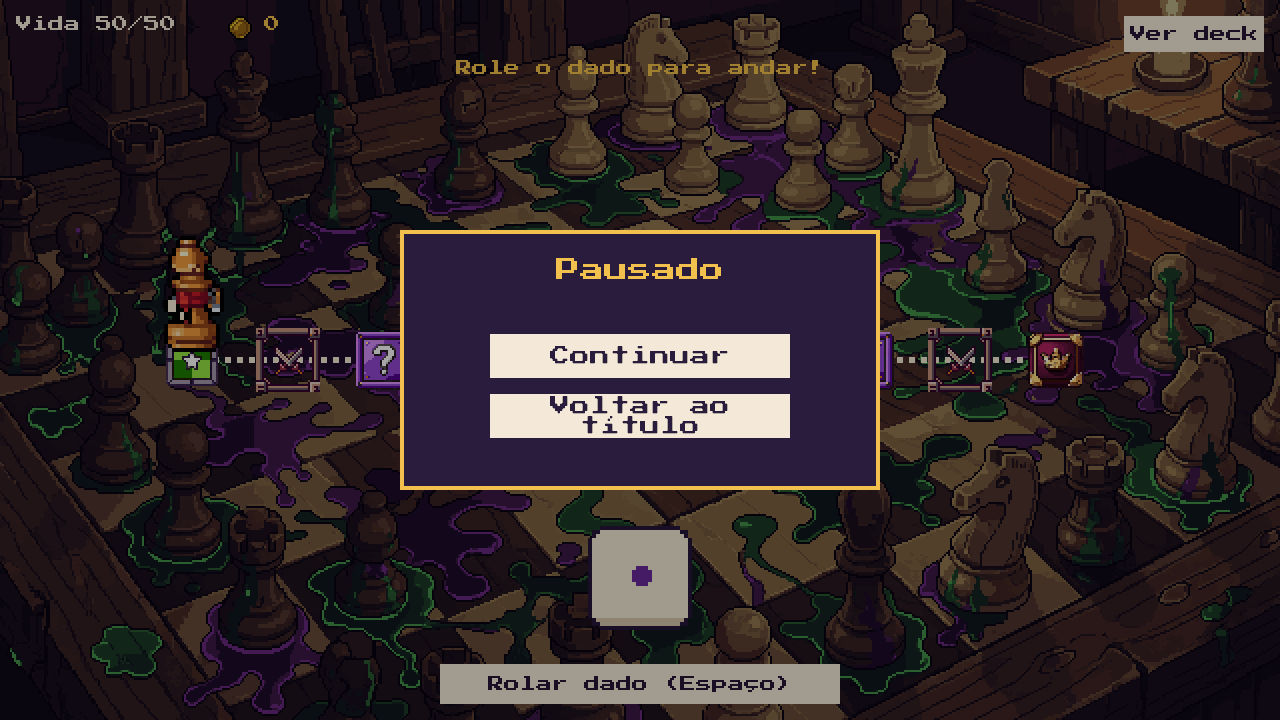 Vida 50/50
0
Ver deck
Role o dado para andar!
Pausado
?
Continuar
Voltar ao
título
Rolar dado (Espaço)